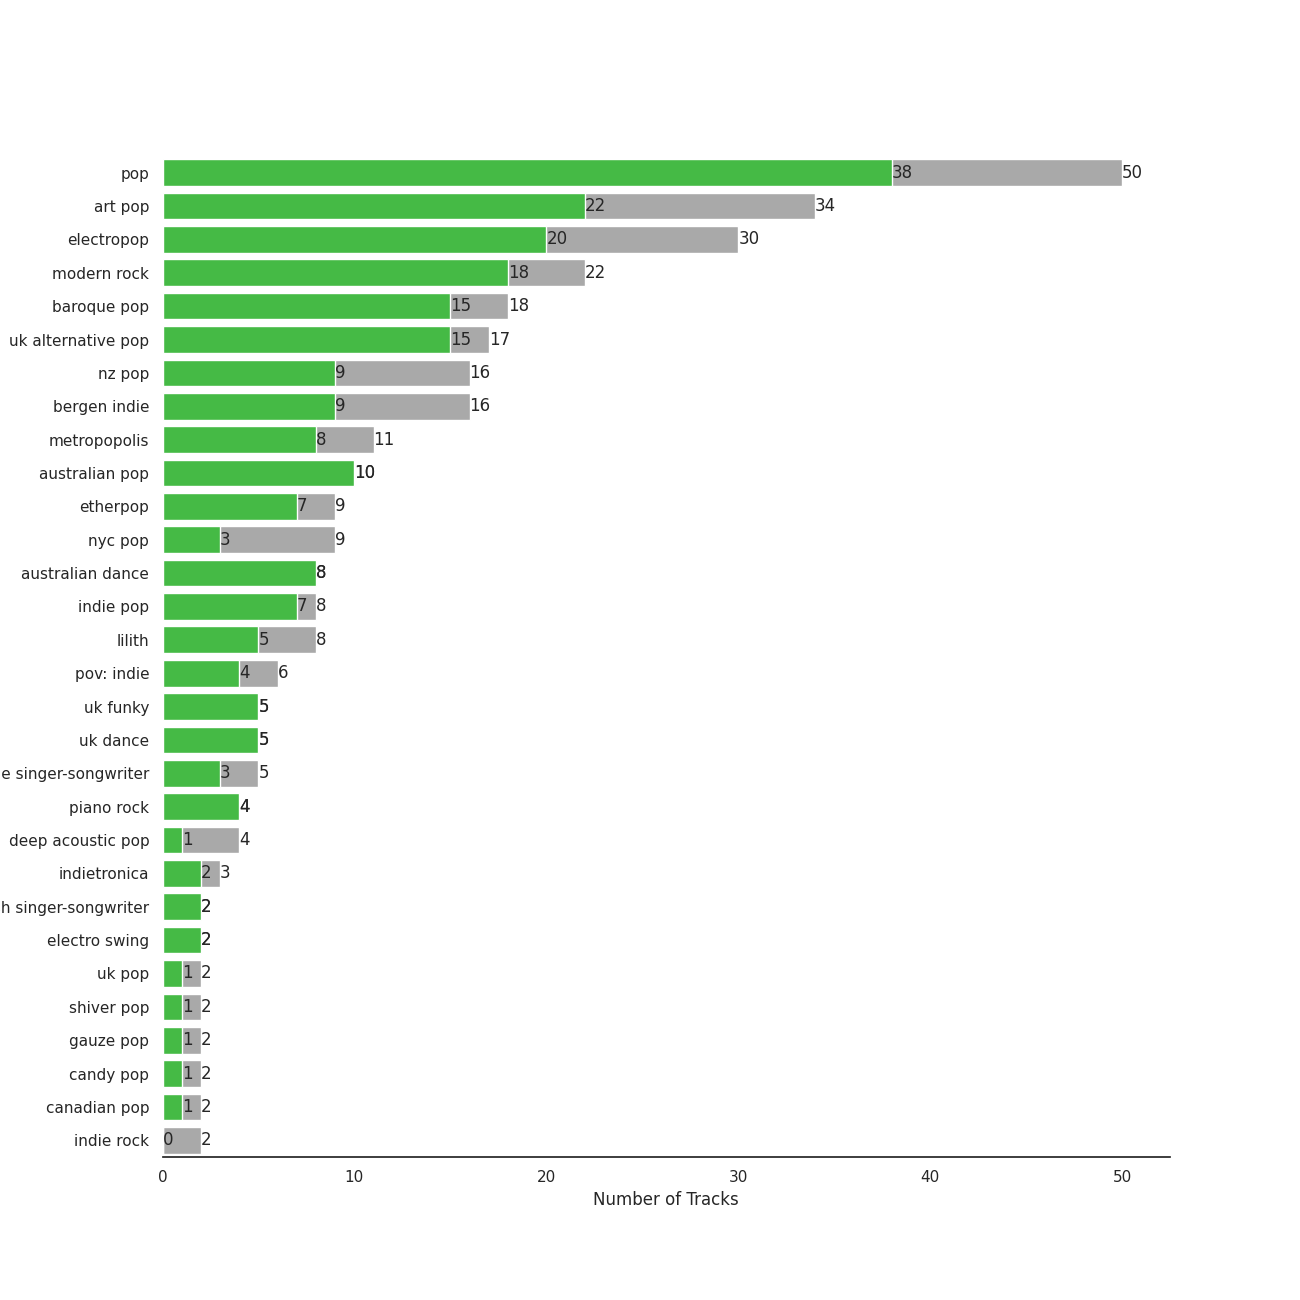 pop 38 50
art pop 22 34
electropop 20 30
modern rock 18 22
baroque pop 15 18
uk alternative pop 15 17
nz pop 9 16
bergen indie 9 16
metropopolis 8 11
australian pop 10
etherpop 7 9
nyc pop 3 9
australian dance 8
indie pop 7 8
lilith 5 8
pov: indie 4 6
uk funky 5
uk dance 5
e singer-songwriter 3 5
piano rock 4
deep acoustic pop 1 4
indietronica 2 3
h singer-songwriter 2
electro swing 2
uk pop 1 2
shiver pop 1 2
gauze pop 1 2
candy pop 1 2
canadian pop 1 2
indie rock 0 2
0 10 20 30 40 50
Number of Tracks